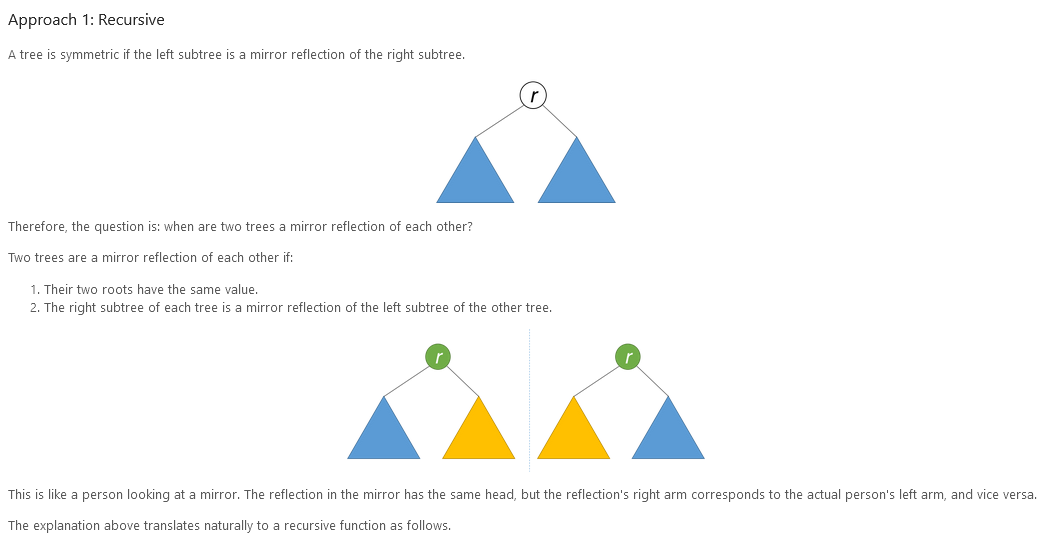 Approach 1: Recursive
A tree is symmetric if the left subtree is a mirror reflection of the right subtree.
r
Therefore, the question is: when are two trees a mirror reflection of each other?
Two trees are a mirror reflection of each other if:
1. Their two roots have the same value.
2. The right subtree of each tree is a mirror reflection of the left subtree of the other tree.
r r
This is like a person looking at a mirror. The reflection in the mirror has the same head, but the reflection's right arm corresponds to the actual person's left arm, and vice versa.
The explanation above translates naturally to a recursive function as follows.